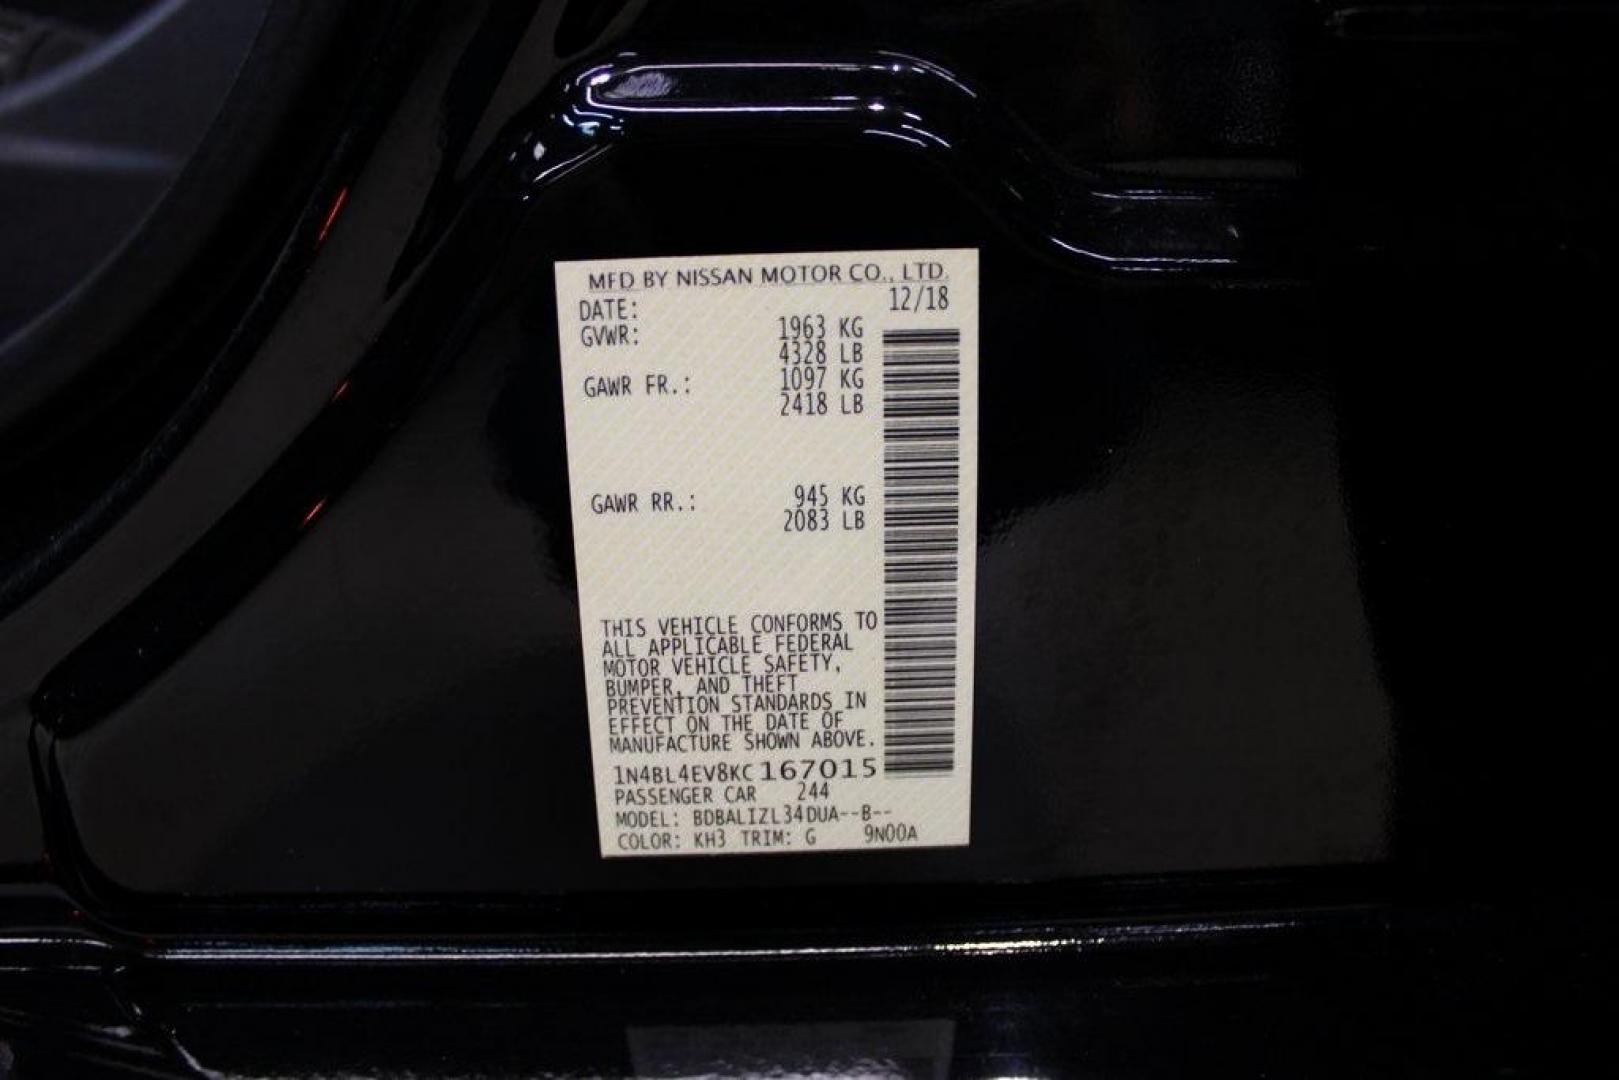 MFD BY NISSAN MOTOR CO., LTD.
DATE: 12/18
GVWR: 1963 KG
4328 LB
GAWR FR.: 1097 KG
2418 LB
GAWR RR.: 945 KG
2083 LB
THIS VEHICLE CONFORMS TO
ALL APPLICABLE FEDERAL
MOTOR VEHICLE SAFETY,
BUMPER, AND THEFT
PREVENTION STANDARDS IN
EFFECT ON THE DATE OF
MANUFACTURE SHOWN ABOVE.
1N4BL4EV8KC167015
PASSENGER CAR 244
MODEL: BDBALIZL34DUA--B--
COLOR: KH3 TRIM: G 9N00A